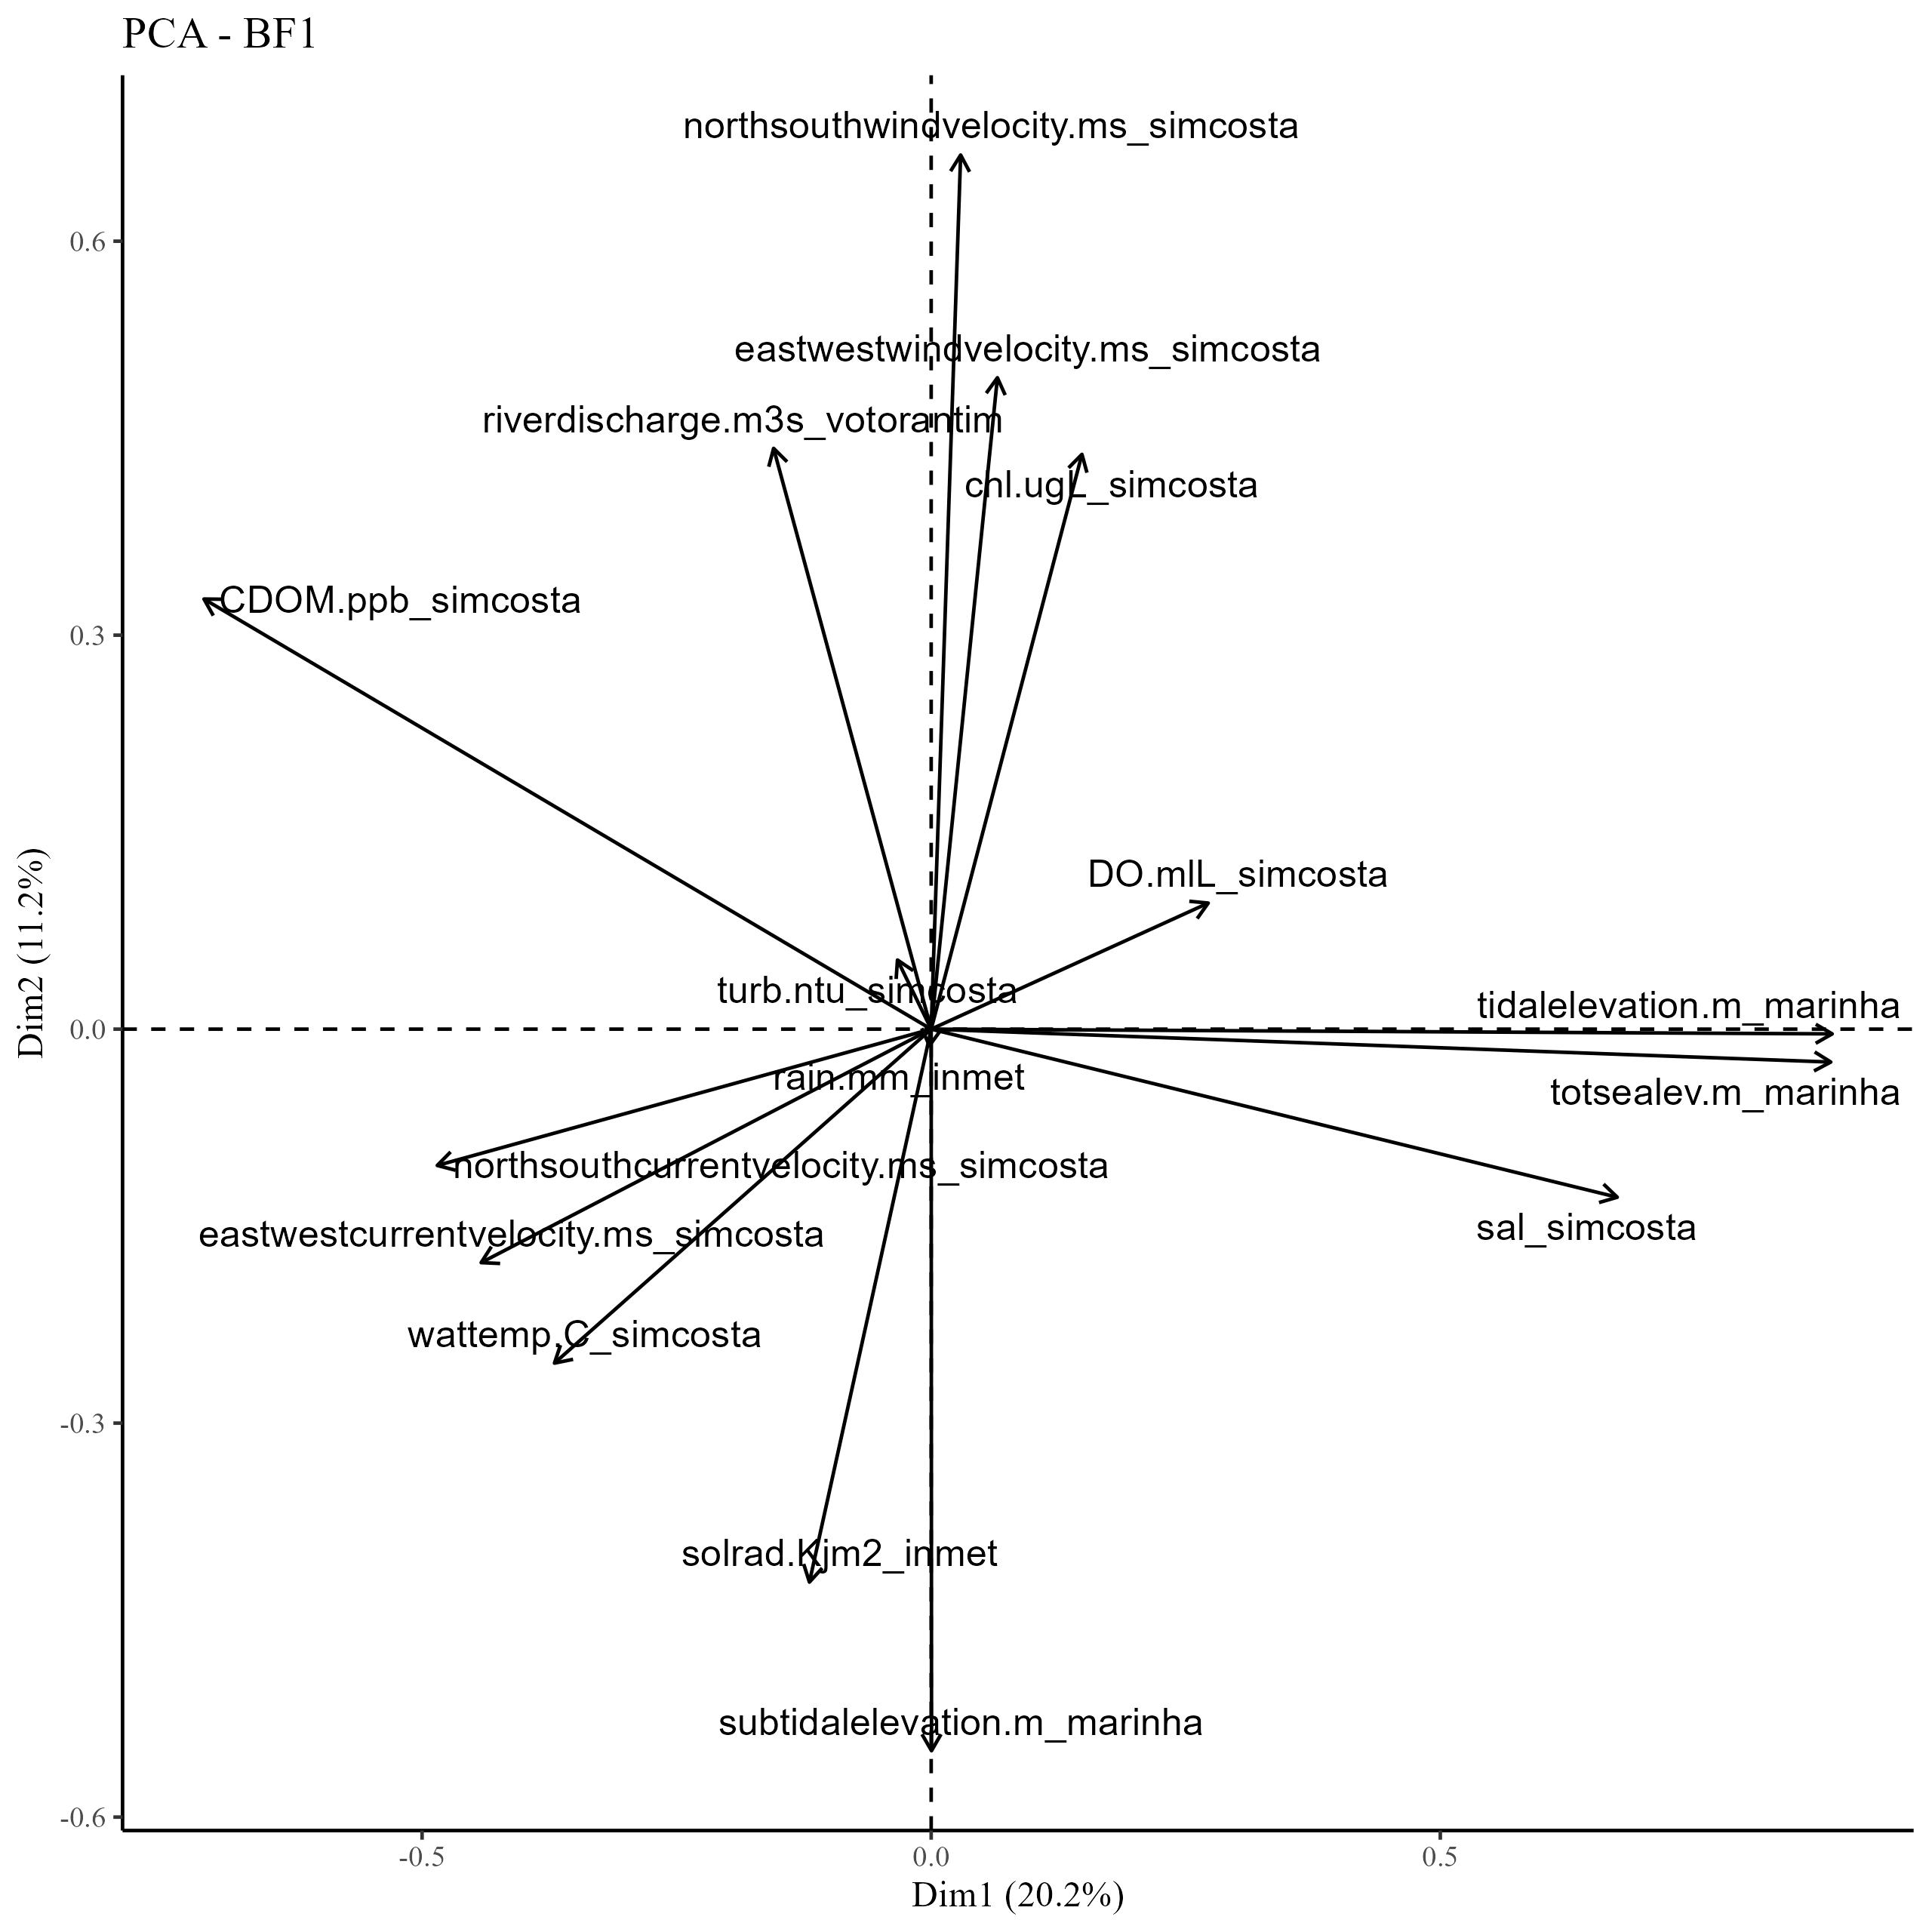 PCA - BF1
northsouthwindvelocity.ms_simcosta
0.6
eastwestwindvelocity.ms_simcosta
riverdischarge.m3s_votorantim
chl.ugL_simcosta
CDOM.ppb_simcosta
0.3
DO.mlL_simcosta
turb.ntu_simcosta
tidalelevation.m_marinha
0.0
rain.mm_inmet
totsealev.m_marinha
northsouthcurrentvelocity.ms_simcosta
eastwestcurrentvelocity.ms_simcosta
sal_simcosta
wattemp.C_simcosta
-0.3
solrad.Kjm2_inmet
subtidalelevation.m_marinha
-0.6
-0.5
0.0
0.5
Dim1 (20.2%)
Dim2 (11.2%)